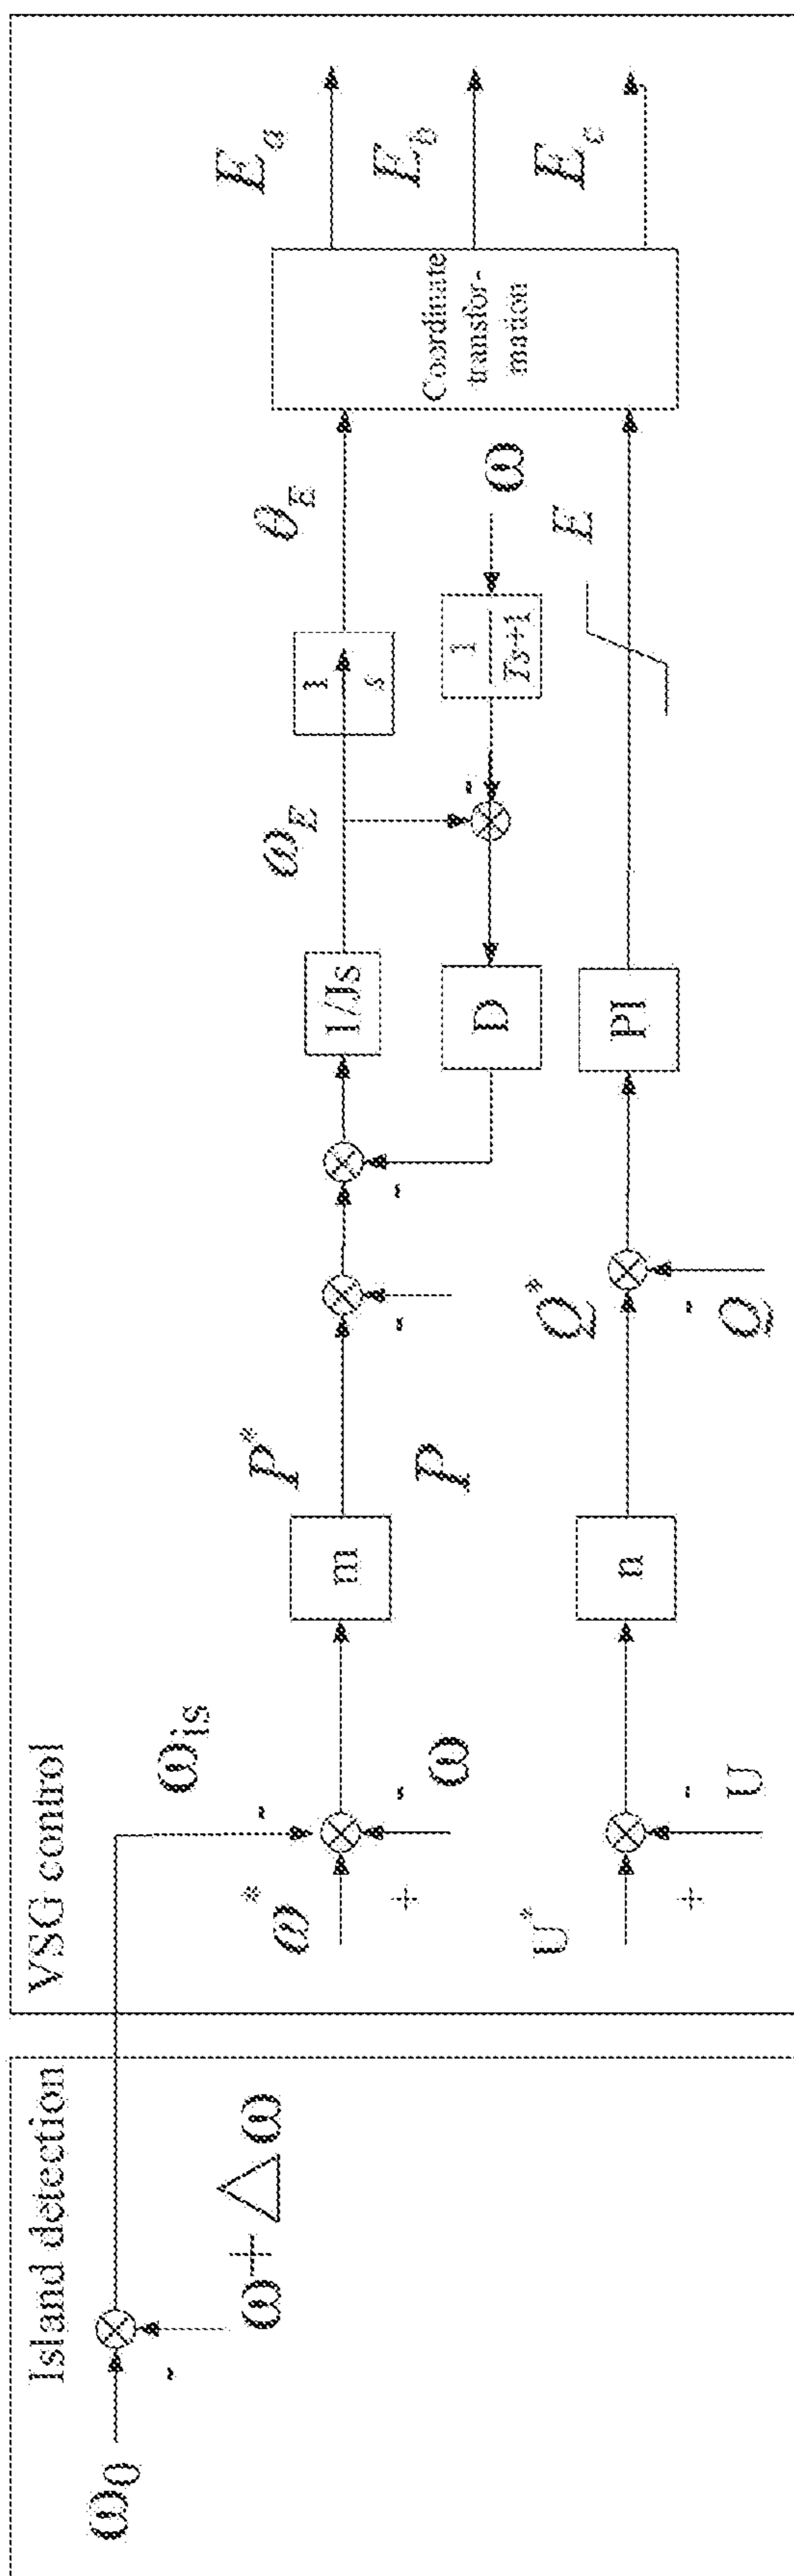 Island detection
ω0
-
ω+△ω
VSG control
ωis
-
ω*
+
-
ω
m
P*
P
-
-
1/Js
ωE
1
s
θE
D
-
1
Ts+1
ω
U*
+
-
U
n
Q*
-
Q
PI
E
Coordinate
transfor-
mation
Ea
Eb
Ec